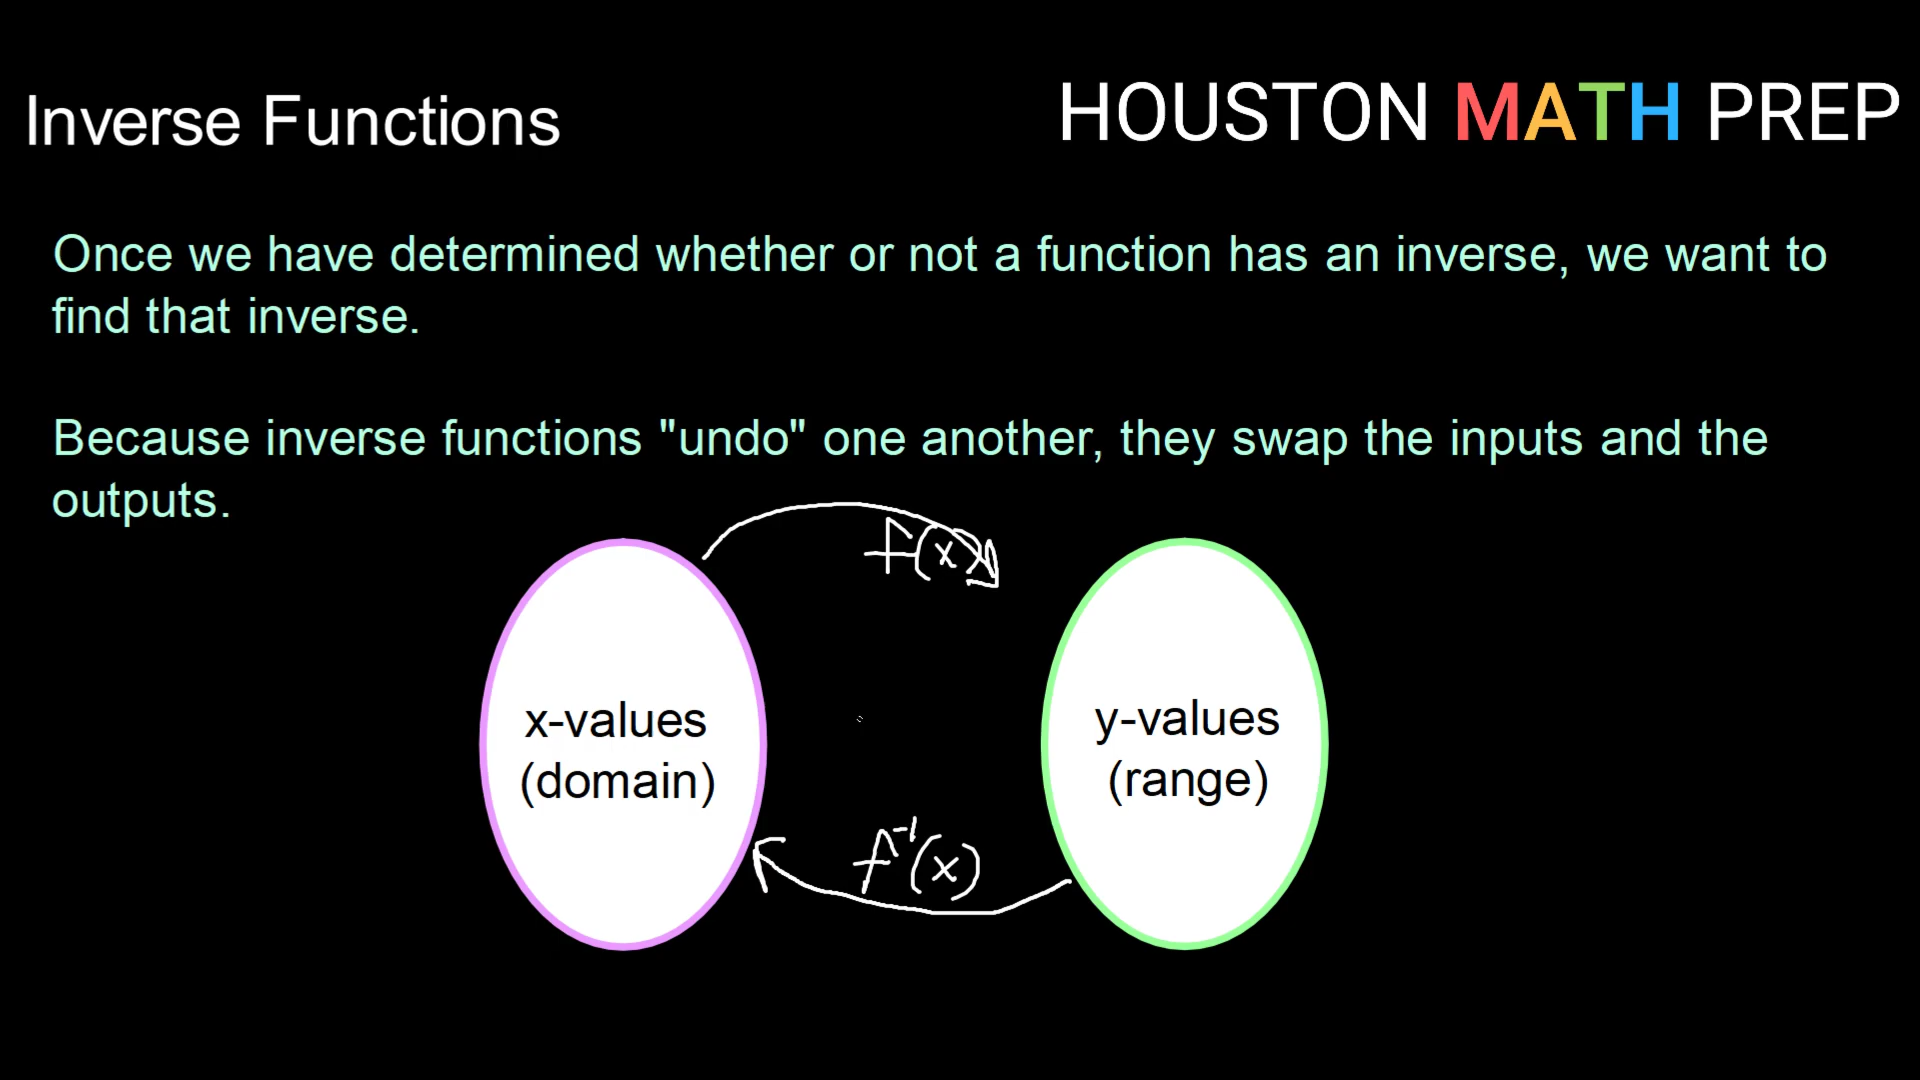 Inverse Functions
HOUSTON MATH PREP
Once we have determined whether or not a function has an inverse, we want to
find that inverse.
Because inverse functions "undo" one another, they swap the inputs and the
outputs.
f(x)
x-values
(domain)
y-values
(range)
f⁻¹(x)